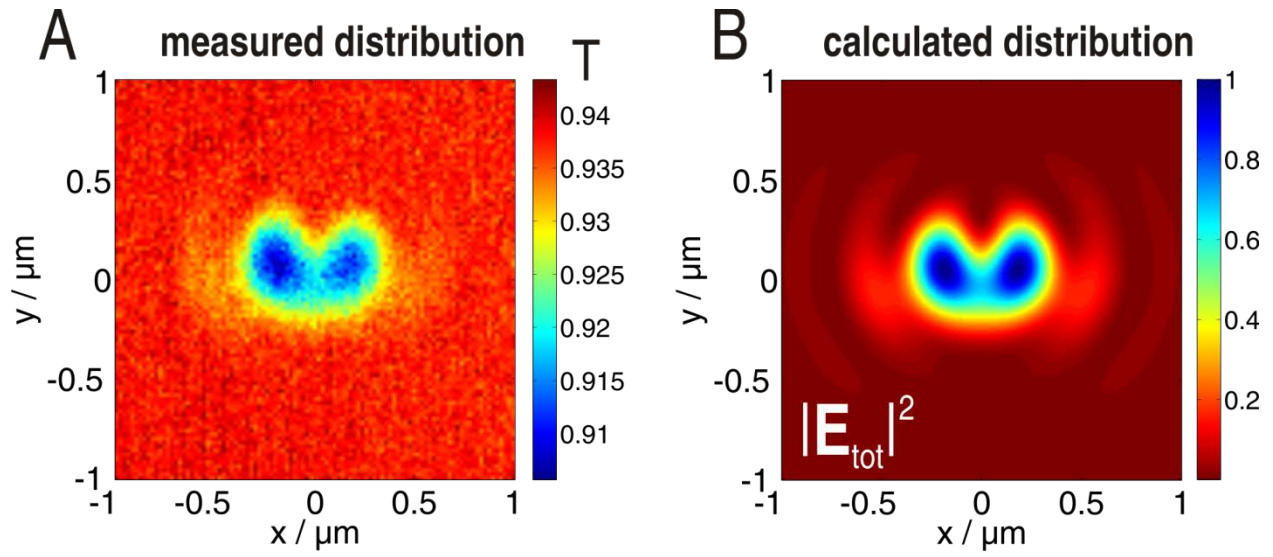 A measured distribution
T
1
0.5
0
-0.5
-1
y / µm
-1 -0.5 0 0.5 1
x / µm
0.94
0.935
0.93
0.925
0.92
0.915
0.91
B calculated distribution
1
0.5
0
-0.5
-1
y / µm
|E_tot|²
-1 -0.5 0 0.5 1
x / µm
1
0.8
0.6
0.4
0.2